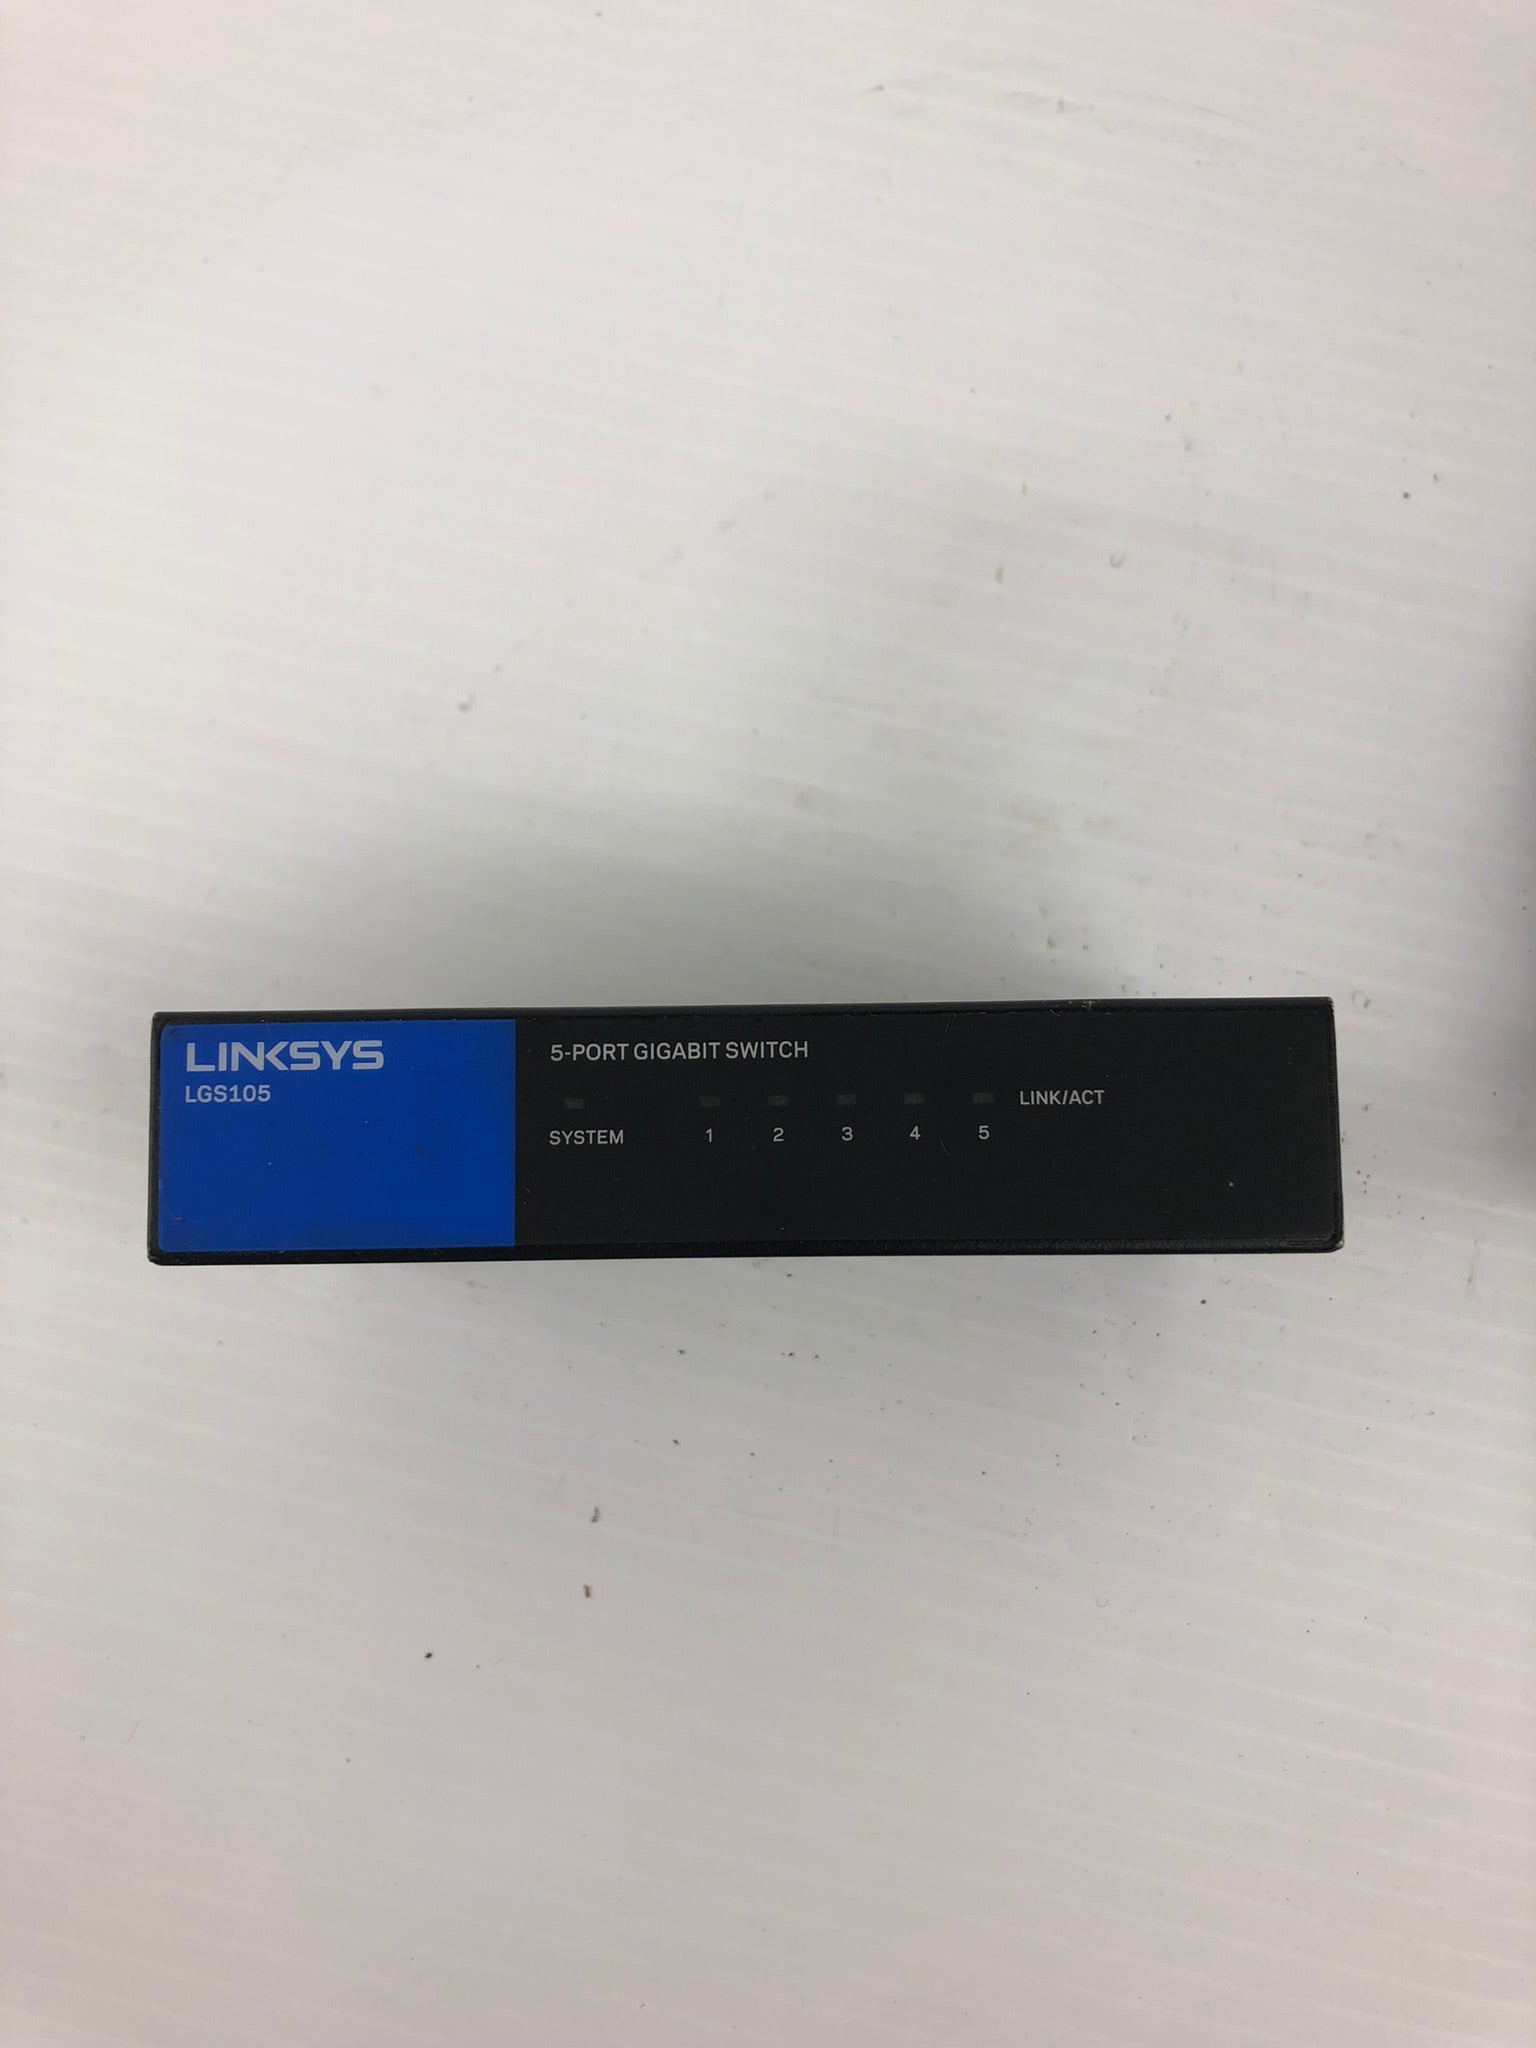 LINKSYS
LGS105
5-PORT GIGABIT SWITCH
LINK/ACT
SYSTEM 1 2 3 4 5